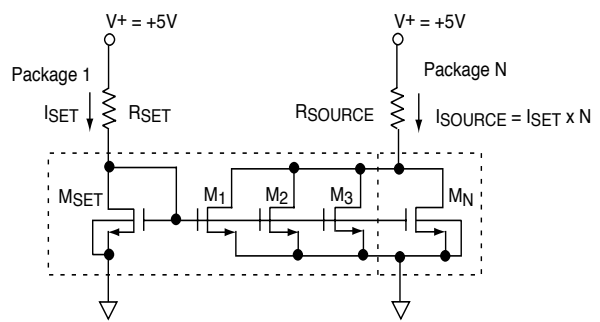 V+ = +5V
V+ = +5V
Package 1
Package N
ISET
RSET
RSOURCE
ISOURCE = ISET x N
MSET
M1
M2
M3
MN